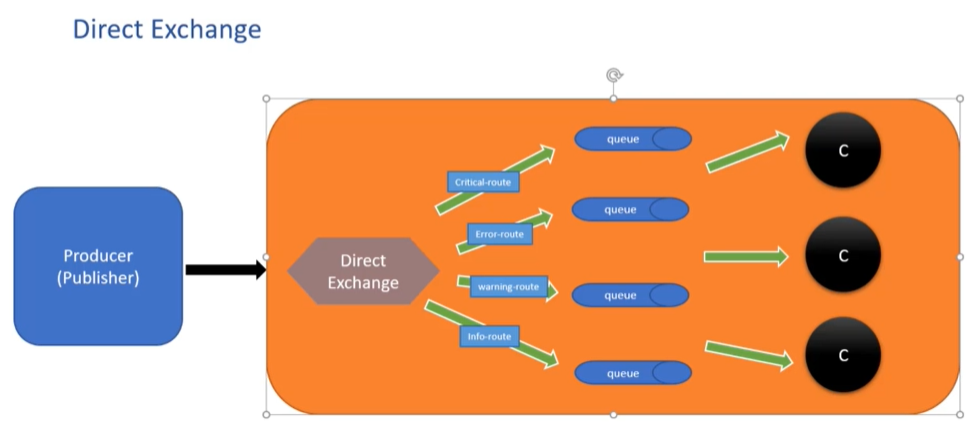 Direct Exchange
Producer
(Publisher)
Direct
Exchange
Critical-route
Error-route
warning-route
Info-route
queue
queue
queue
queue
C
C
C